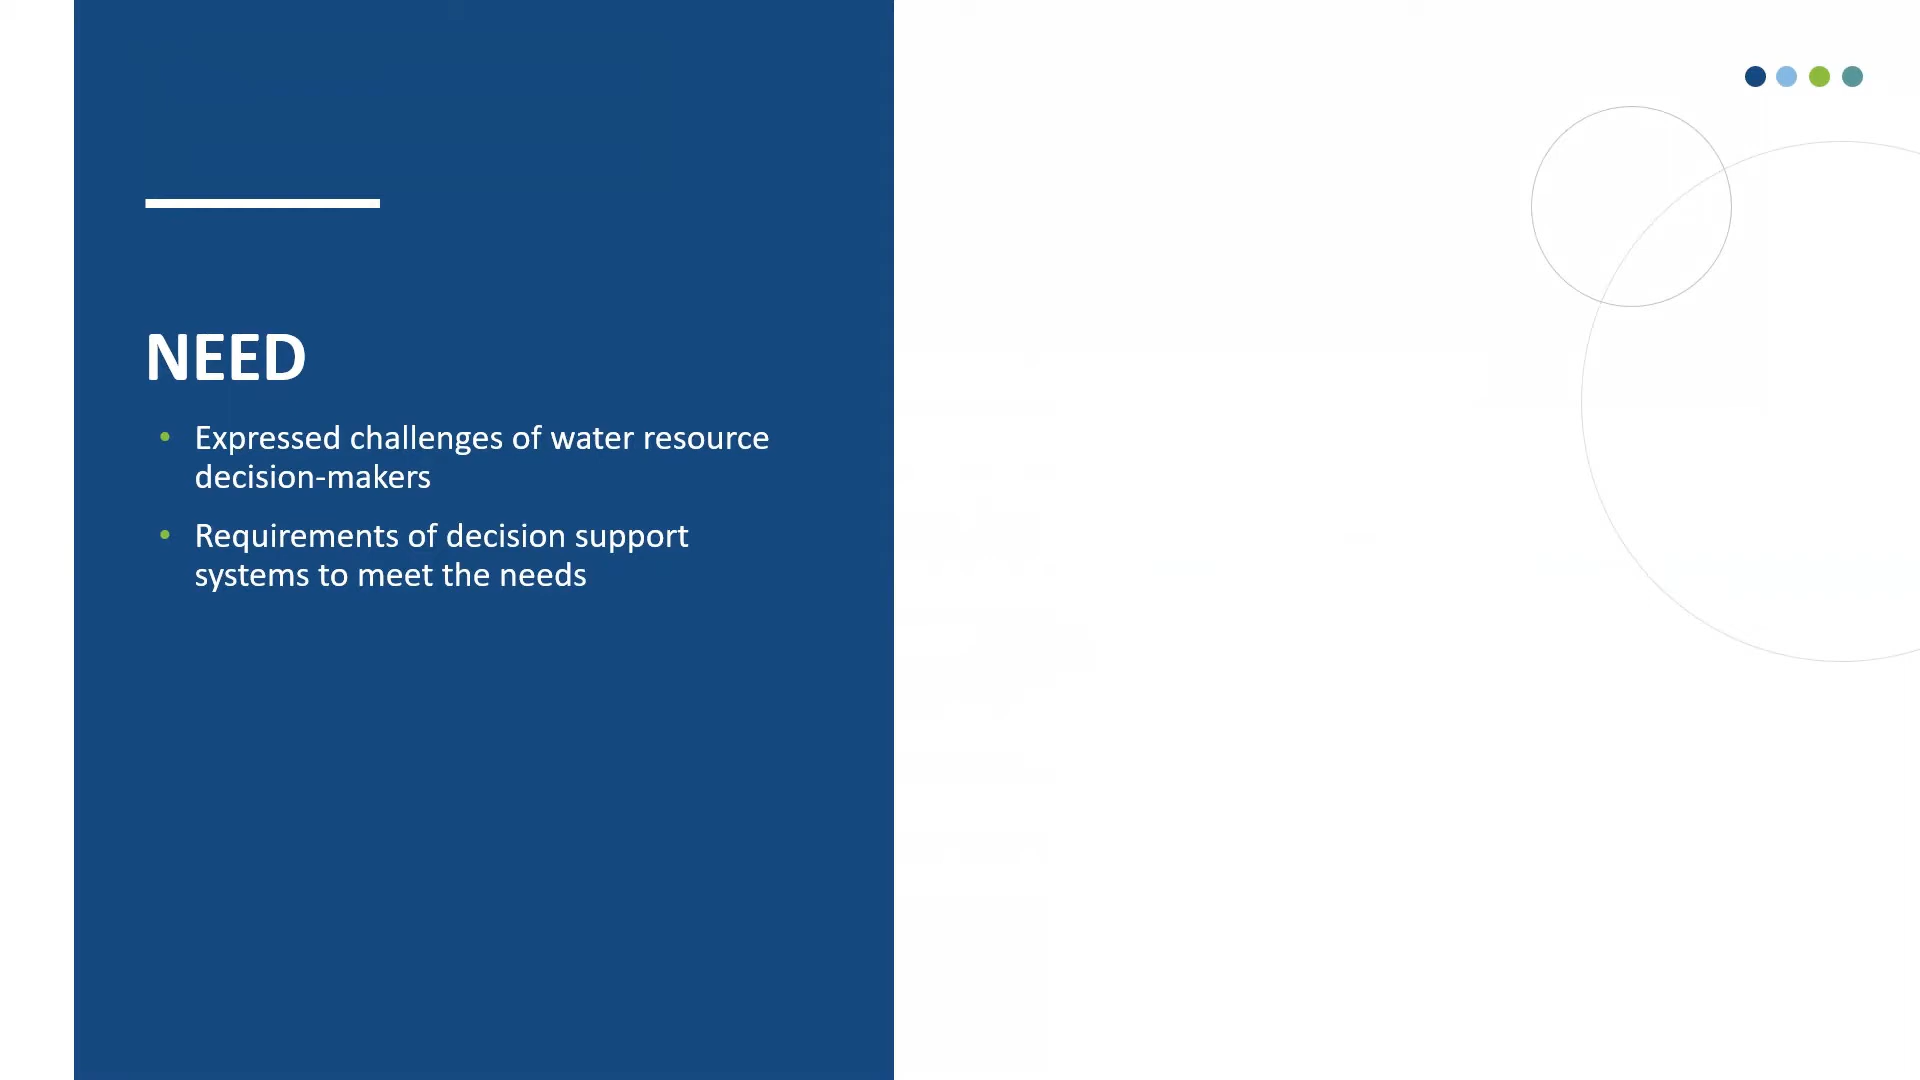 NEED
• Expressed challenges of water resource
decision-makers
• Requirements of decision support
systems to meet the needs